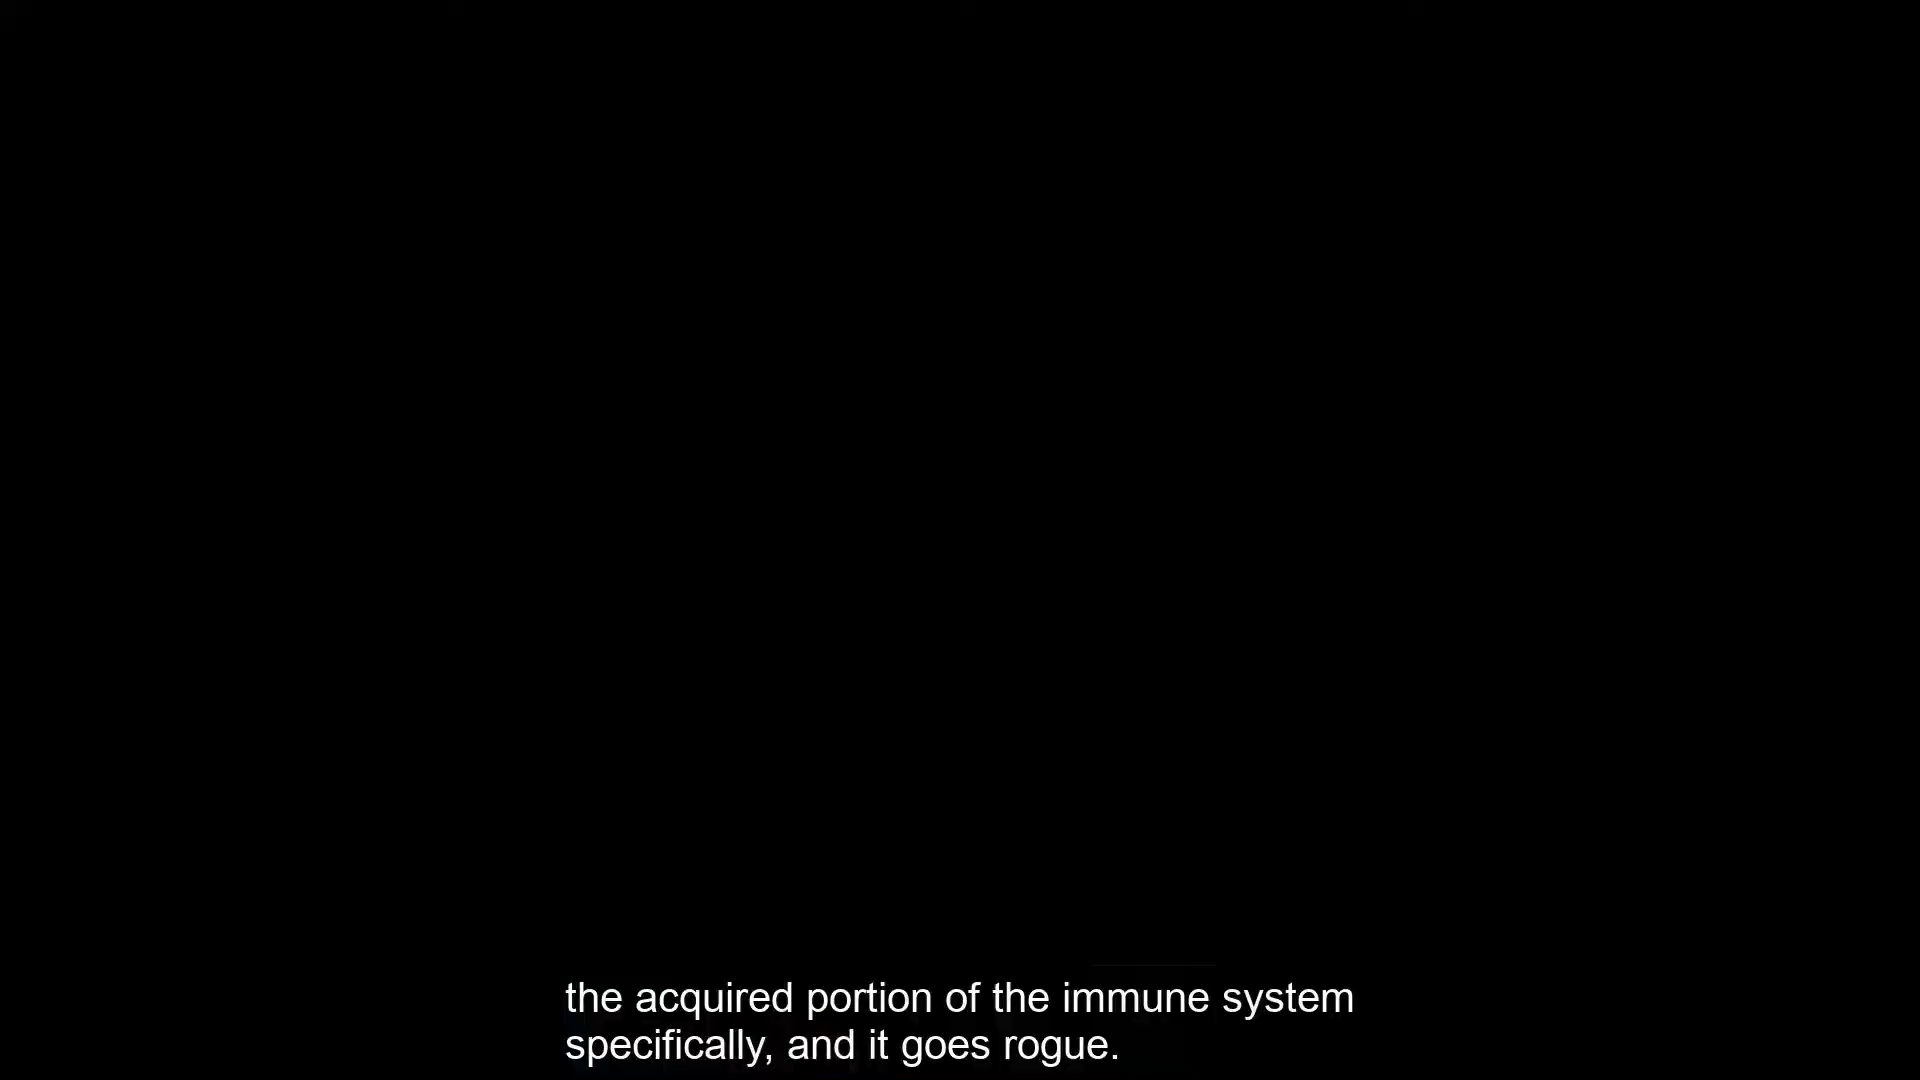 the acquired portion of the immune system
specifically, and it goes rogue.